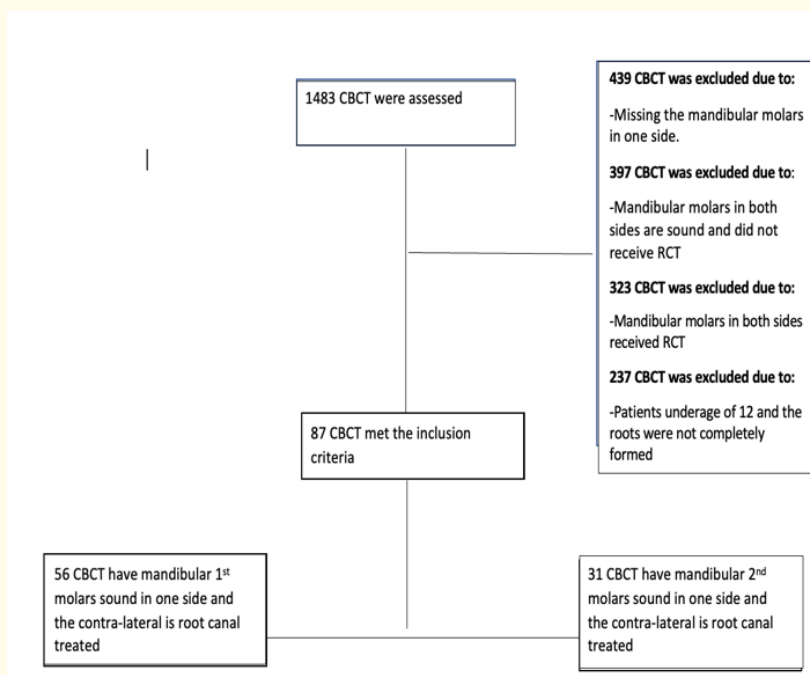 1483 CBCT were assessed
439 CBCT was excluded due to:
-Missing the mandibular molars
in one side.
397 CBCT was excluded due to:
-Mandibular molars in both
sides are sound and did not
receive RCT
323 CBCT was excluded due to:
-Mandibular molars in both sides
received RCT
237 CBCT was excluded due to:
-Patients underage of 12 and the
roots were not completely
formed
87 CBCT met the inclusion
criteria
56 CBCT have mandibular 1st
molars sound in one side and
the contra-lateral is root canal
treated
31 CBCT have mandibular 2nd
molars sound in one side and
the contra-lateral is root canal
treated